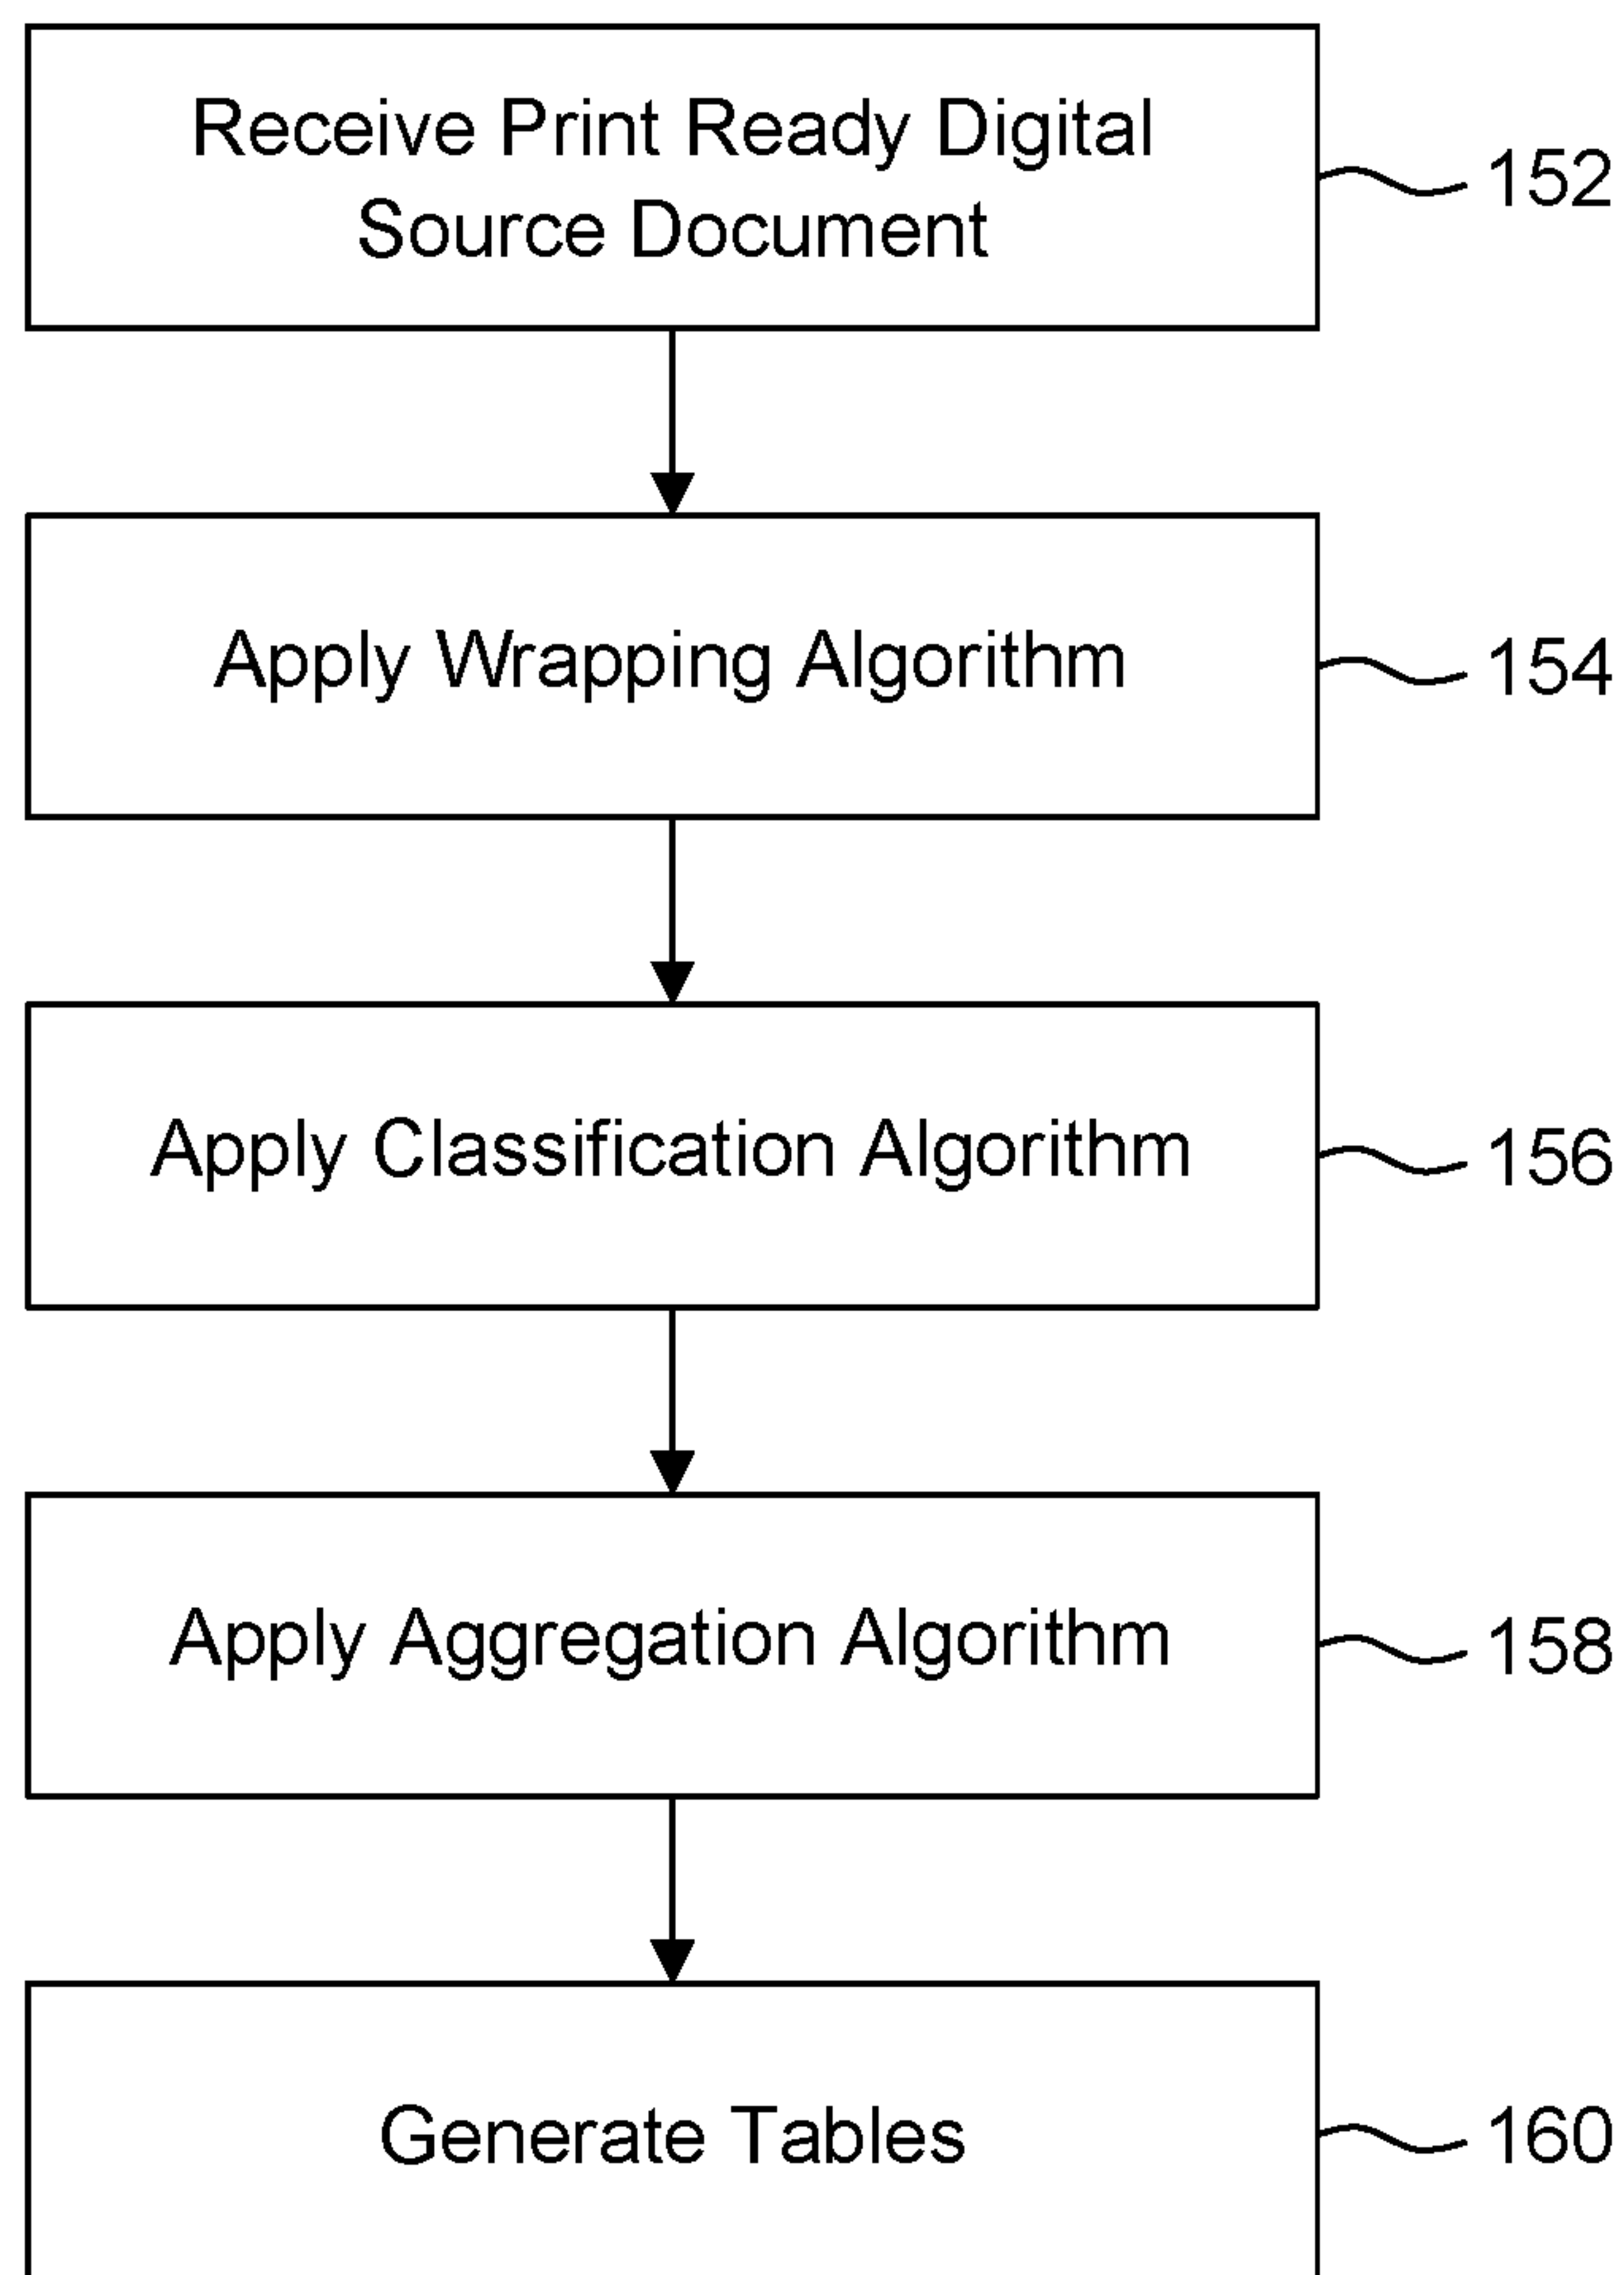 Receive Print Ready Digital
Source Document
152
Apply Wrapping Algorithm
154
Apply Classification Algorithm
156
Apply Aggregation Algorithm
158
Generate Tables
160